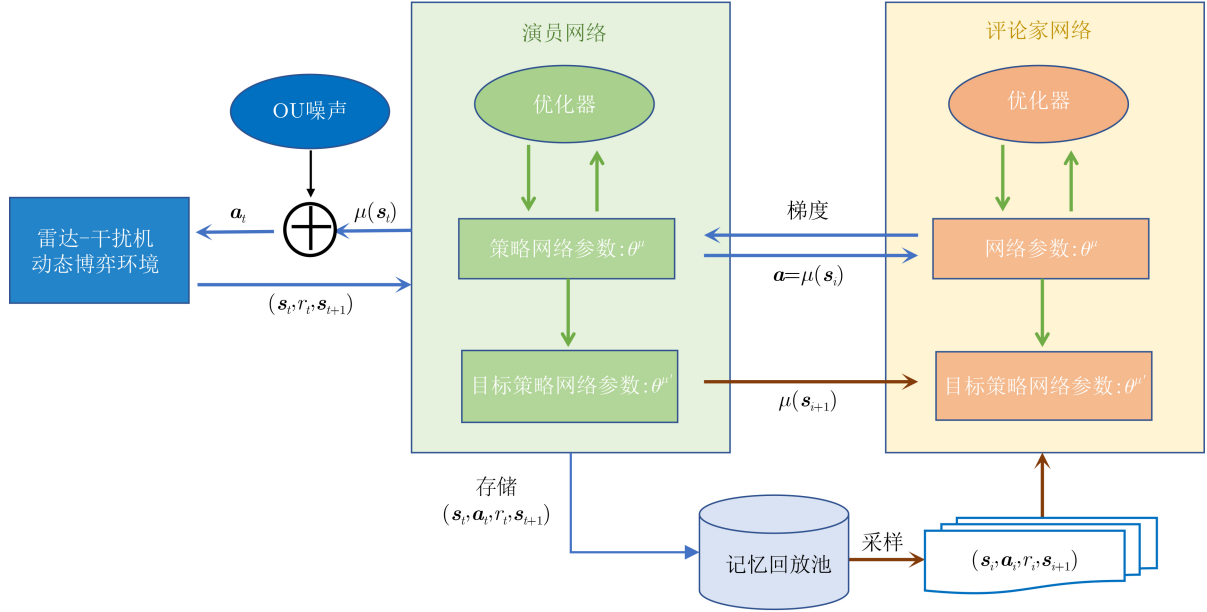 演员网络
评论家网络
优化器
优化器
OU噪声
a_t
μ(s_t)
雷达-干扰机
动态博弈环境
(s_t,r_t,s_{t+1})
策略网络参数:θ^μ
梯度
a=μ(s_i)
网络参数:θ^μ
目标策略网络参数:θ^{μ'}
μ(s_{i+1})
目标策略网络参数:θ^{μ'}
存储
(s_t,a_t,r_t,s_{t+1})
记忆回放池
采样
(s_i,a_i,r_i,s_{i+1})